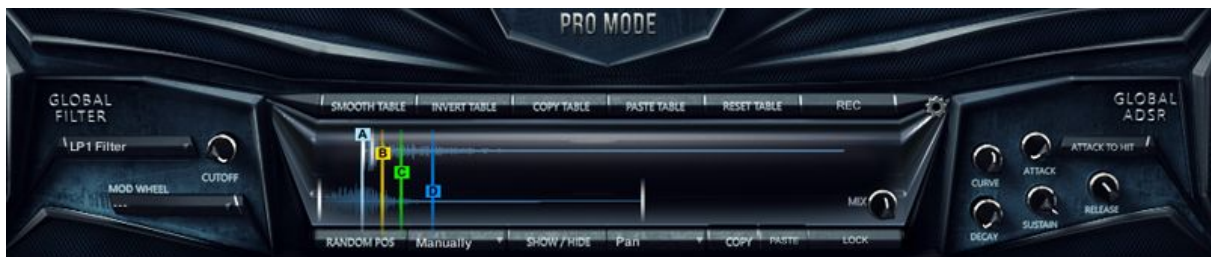 PRO MODE
GLOBAL
FILTER
LP1 Filter
CUTOFF
MOD WHEEL
---
SMOOTH TABLE
INVERT TABLE
COPY TABLE
PASTE TABLE
RESET TABLE
REC
A
B
C
D
MIX
RANDOM POS
Manually
SHOW / HIDE
Pan
COPY
PASTE
LOCK
GLOBAL
ADSR
CURVE
ATTACK
ATTACK TO HIT
DECAY
SUSTAIN
RELEASE